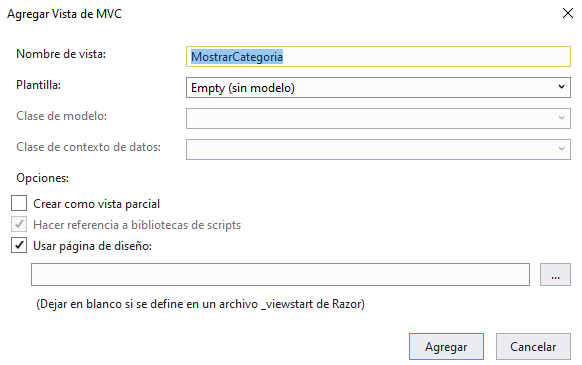 Agregar Vista de MVC
Nombre de vista: MostrarCategoria
Plantilla: Empty (sin modelo)
Clase de modelo:
Clase de contexto de datos:
Opciones:
Crear como vista parcial
Hacer referencia a bibliotecas de scripts
Usar página de diseño:
...
(Dejar en blanco si se define en un archivo _viewstart de Razor)
Agregar Cancelar